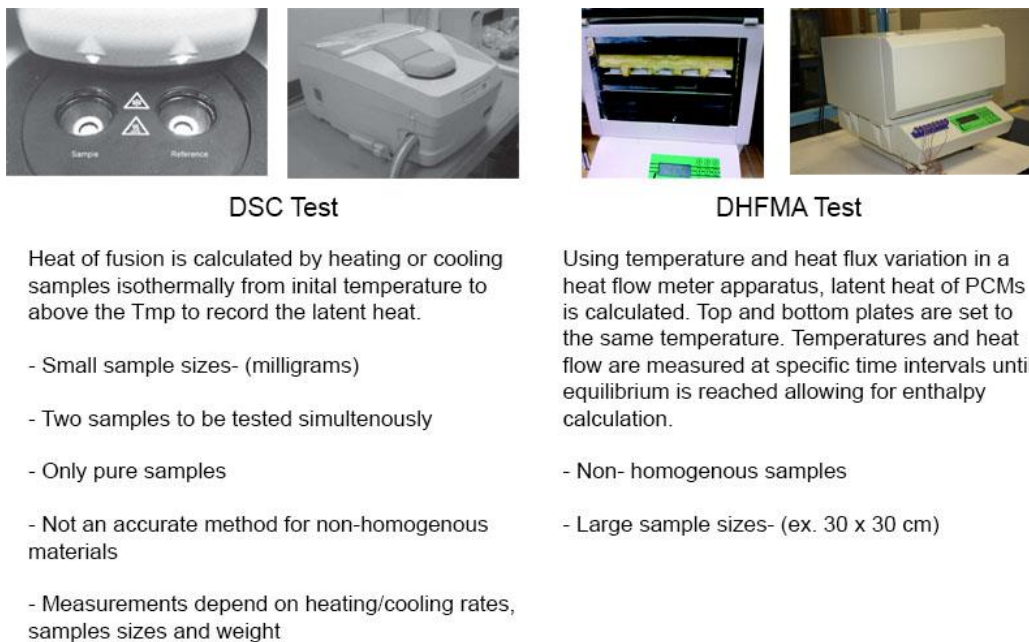 Sample
Reference
DSC Test
Heat of fusion is calculated by heating or cooling
samples isothermally from inital temperature to
above the Tmp to record the latent heat.
- Small sample sizes- (milligrams)
- Two samples to be tested simultenously
- Only pure samples
- Not an accurate method for non-homogenous
materials
- Measurements depend on heating/cooling rates,
samples sizes and weight
DHFMA Test
Using temperature and heat flux variation in a
heat flow meter apparatus, latent heat of PCMs
is calculated. Top and bottom plates are set to
the same temperature. Temperatures and heat
flow are measured at specific time intervals until
equilibrium is reached allowing for enthalpy
calculation.
- Non- homogenous samples
- Large sample sizes- (ex. 30 x 30 cm)